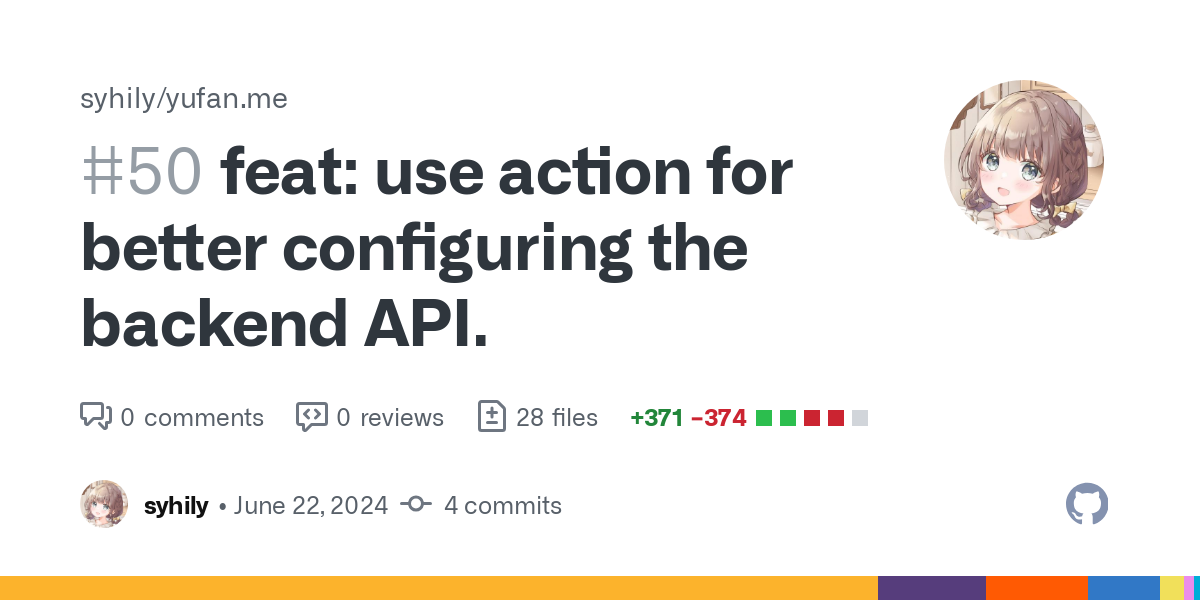 syhily/yufan.me
#50 feat: use action for
better configuring the
backend API.
0 comments 0 reviews 28 files +371 −374
syhily • June 22, 2024 4 commits